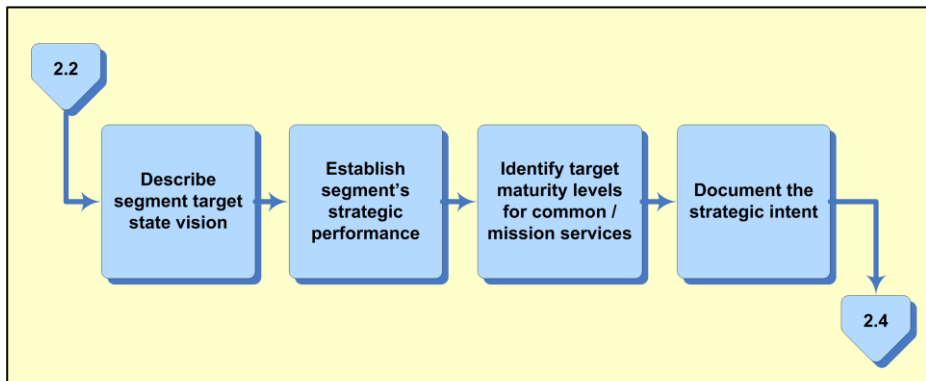 2.2
Describe
segment target
state vision
Establish
segment's
strategic
performance
Identify target
maturity levels
for common /
mission services
Document the
strategic intent
2.4